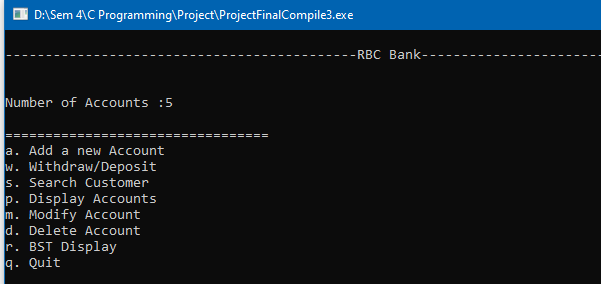 D:\Sem 4\C Programming\Project\ProjectFinalCompile3.exe
--------------------------------------------RBC Bank-----------------------
Number of Accounts :5
=================================
a. Add a new Account
w. Withdraw/Deposit
s. Search Customer
p. Display Accounts
m. Modify Account
d. Delete Account
r. BST Display
q. Quit